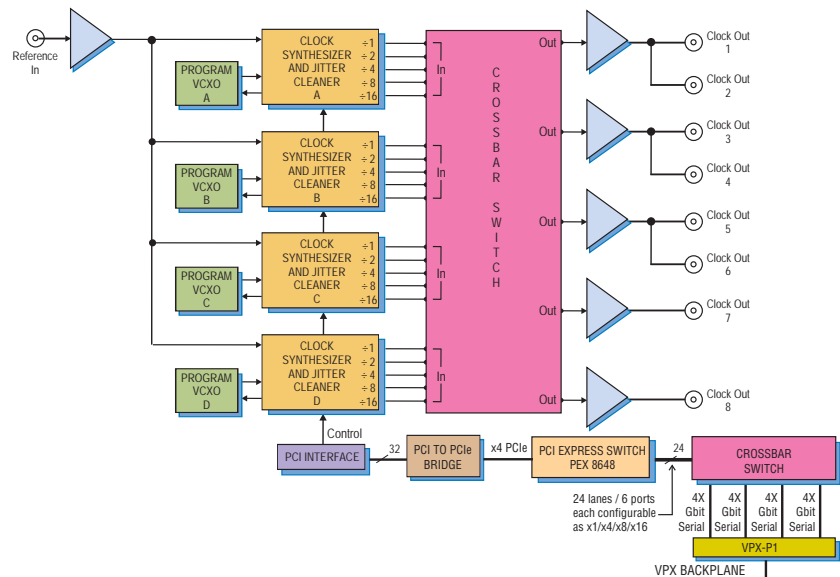 Reference
In
PROGRAM
VCXO
A
CLOCK
SYNTHESIZER
AND JITTER
CLEANER
A
÷1
÷2
÷4
÷8
÷16
In
PROGRAM
VCXO
B
CLOCK
SYNTHESIZER
AND JITTER
CLEANER
B
÷1
÷2
÷4
÷8
÷16
In
PROGRAM
VCXO
C
CLOCK
SYNTHESIZER
AND JITTER
CLEANER
C
÷1
÷2
÷4
÷8
÷16
In
PROGRAM
VCXO
D
CLOCK
SYNTHESIZER
AND JITTER
CLEANER
D
÷1
÷2
÷4
÷8
÷16
In
CROSSBAR SWITCH
Out
Out
Out
Out
Out
Clock Out
1
Clock Out
2
Clock Out
3
Clock Out
4
Clock Out
5
Clock Out
6
Clock Out
7
Clock Out
8
Control
PCI INTERFACE
32
PCI TO PCIe
BRIDGE
x4 PCIe
PCI EXPRESS SWITCH
PEX 8648
24
CROSSBAR
SWITCH
24 lanes / 6 ports
each configurable
as x1/x4/x8/x16
4X
Gbit
Serial
4X
Gbit
Serial
4X
Gbit
Serial
4X
Gbit
Serial
VPX-P1
VPX BACKPLANE